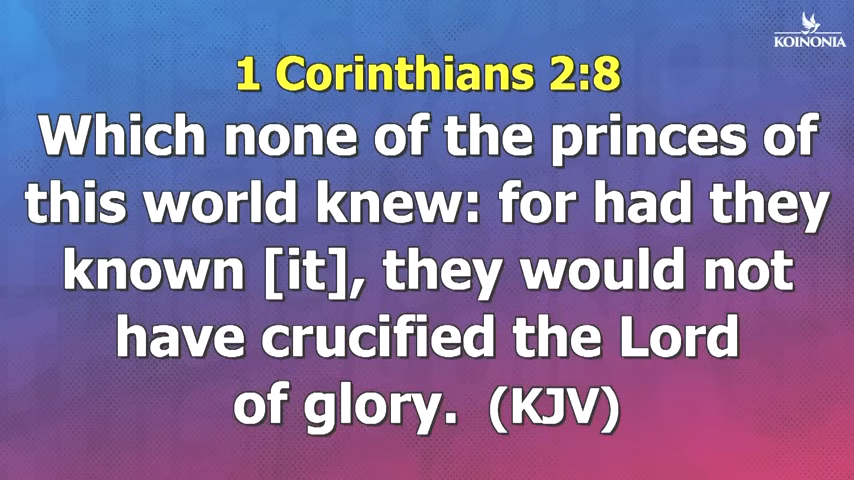 KOINONIA
1 Corinthians 2:8
Which none of the princes of
this world knew: for had they
known [it], they would not
have crucified the Lord
of glory. (KJV)